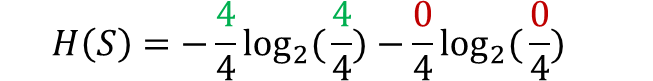 H(S) = − 4/4 log₂(4/4) − 0/4 log₂(0/4)